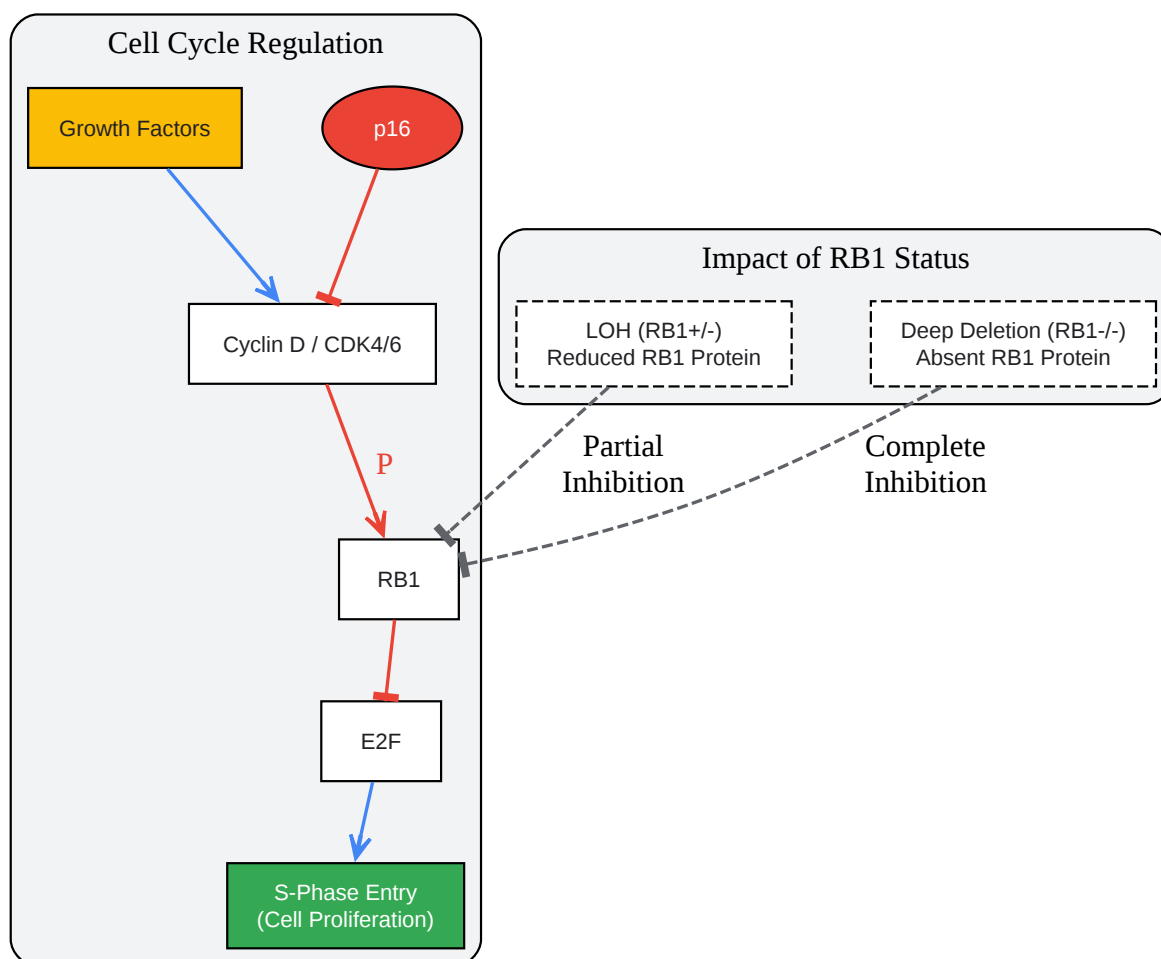 Cell Cycle Regulation
Growth Factors
p16
Impact of RB1 Status
Cyclin D / CDK4/6
LOH (RB1+/-)
Reduced RB1 Protein
Deep Deletion (RB1-/-)
Absent RB1 Protein
P
Partial
Inhibition
Complete
Inhibition
RB1
E2F
S-Phase Entry
(Cell Proliferation)